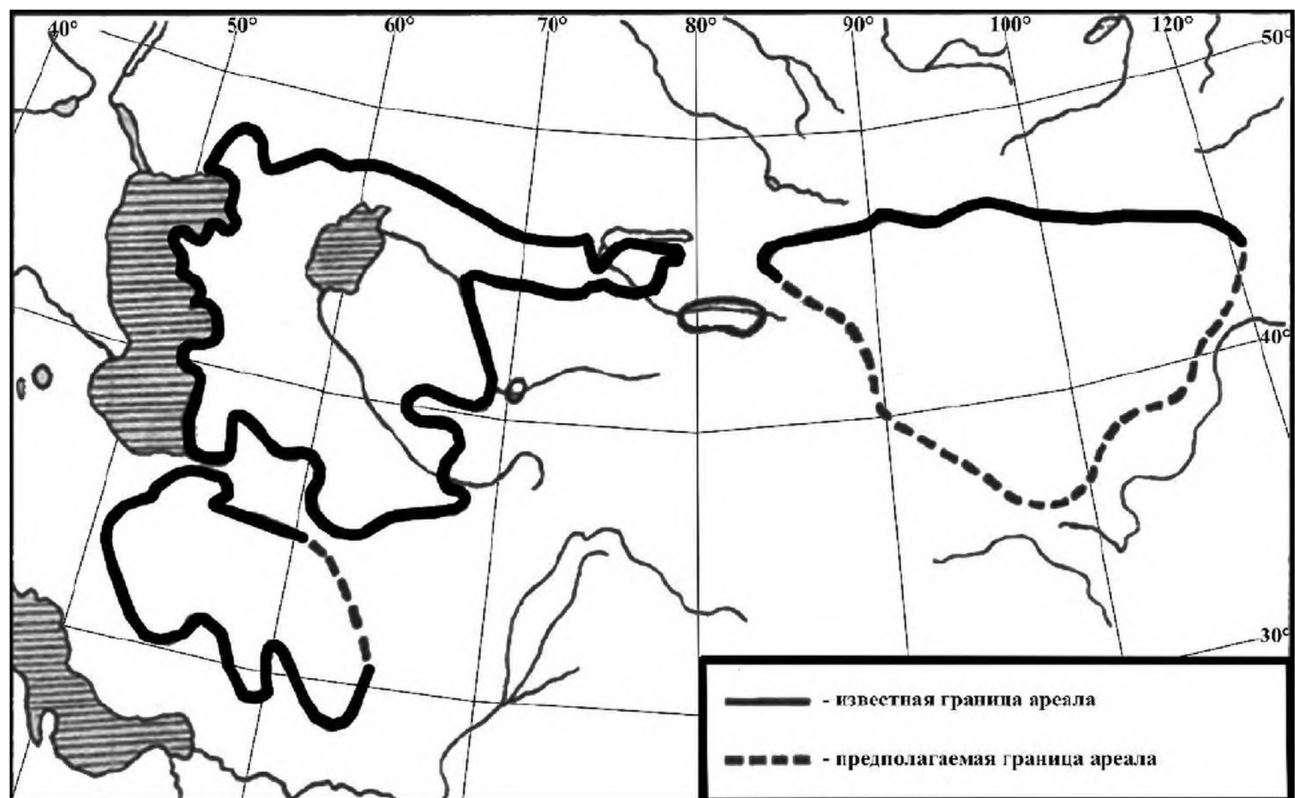 40° 50° 60° 70° 80° 90° 100° 120° 50°
40°
30°
- известная граница ареала
- предполагаемая граница ареала